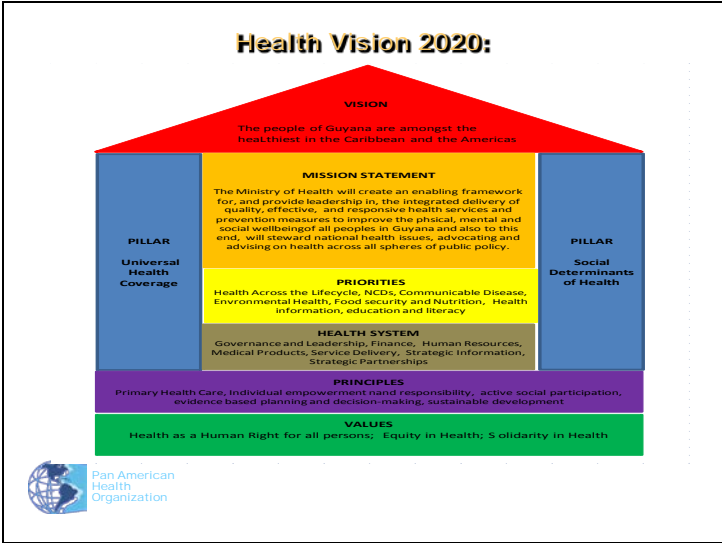 Health Vision 2020:
VISION
The people of Guyana are amongst the
healthiest in the Caribbean and the Americas
MISSION STATEMENT
The Ministry of Health will create an enabling framework
for, and provide leadership in, the integrated delivery of
quality, effective, and responsive health services and
prevention measures to improve the phsical, mental and
social wellbeingof all peoples in Guyana and also to this
end, will steward national health issues, advocating and
advising on health across all spheres of public policy.
PILLAR
Universal
Health
Coverage
PILLAR
Social
Determinants
of Health
PRIORITIES
Health Across the Lifecycle, NCDs, Communicable Disease,
Envronmental Health, Food security and Nutrition, Health
information, education and literacy
HEALTH SYSTEM
Governance and Leadership, Finance, Human Resources,
Medical Products, Service Delivery, Strategic Information,
Strategic Partnerships
PRINCIPLES
Primary Health Care, Individual empowerment nand responsibility, active social participation,
evidence based planning and decision-making, sustainable development
VALUES
Health as a Human Right for all persons; Equity in Health; S olidarity in Health
Pan American
Health
Organization